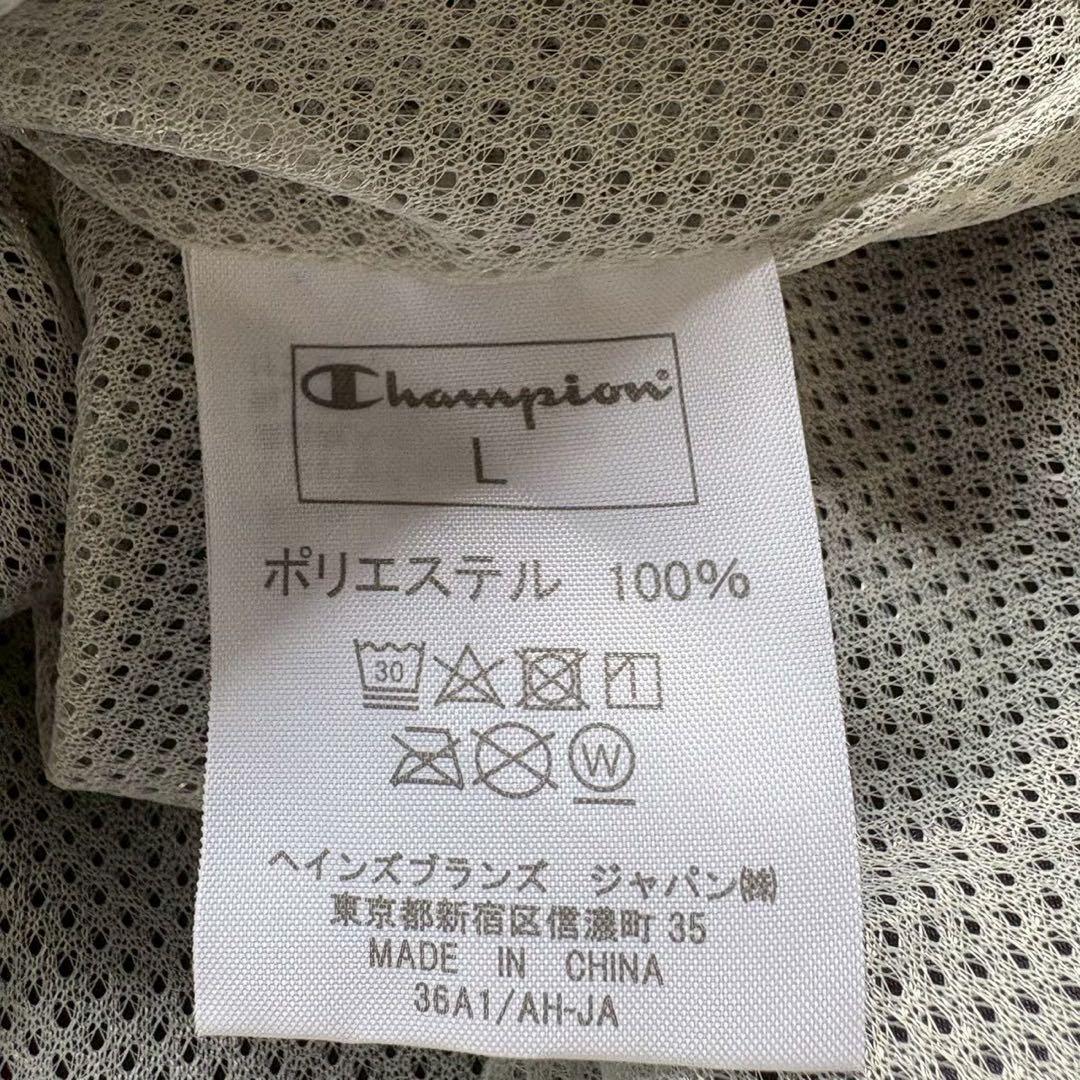 Champion®
L
ポリエステル 100%
30
W
ヘインズブランズ ジャパン㈱
東京都新宿区信濃町 35
MADE IN CHINA
36A1/AH-JA